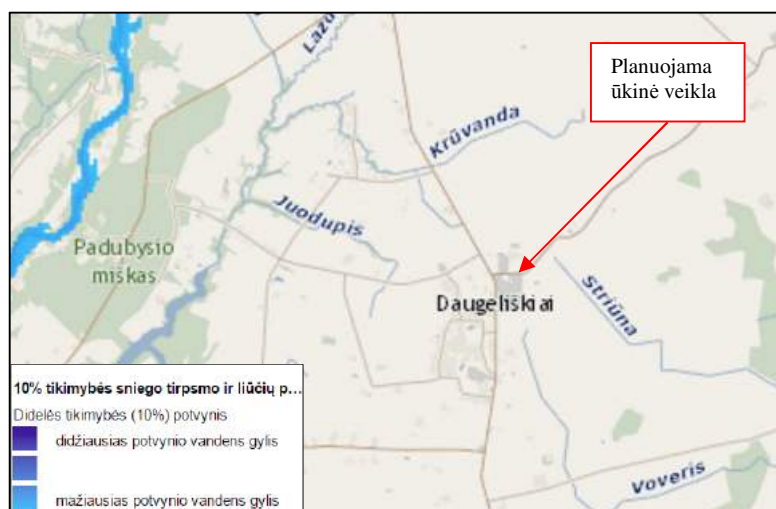 Planuojama
ūkinė veikla
Krūvanda
Juodupis
Padubysio
miškas
Daugeliškiai
Striūna
Voveris
10% tikimybės sniego tirpsmo ir liūčių p...
Didelės tikimybės (10%) potvynis
didžiausias potvynio vandens gylis
mažiausias potvynio vandens gylis